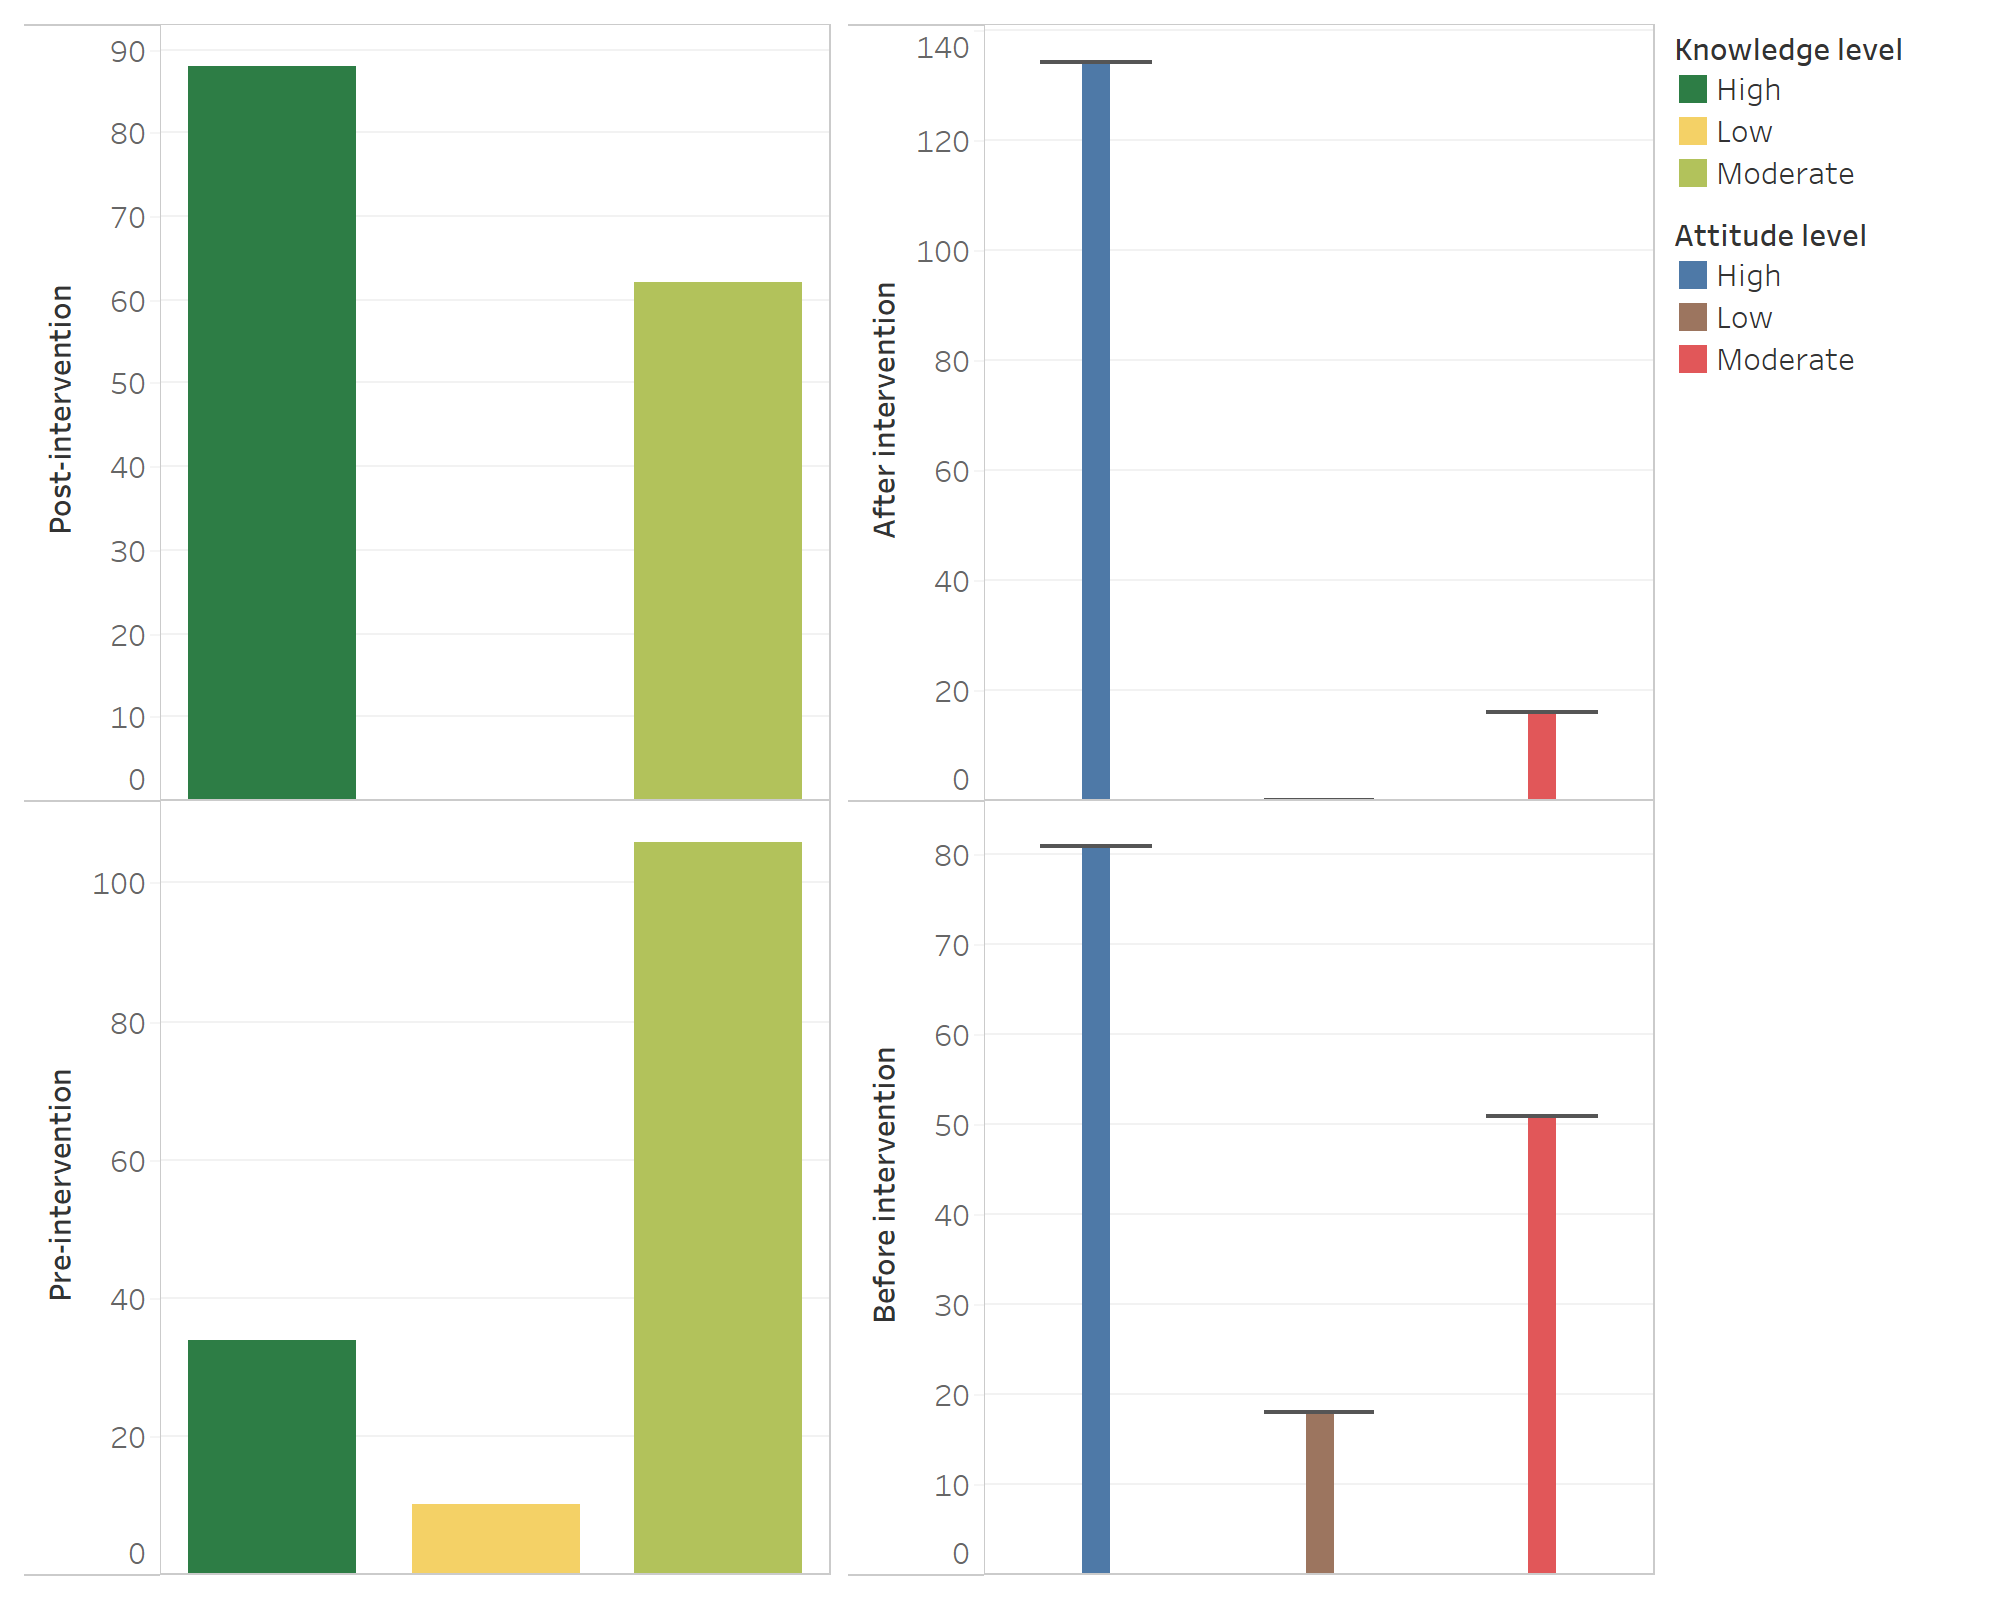 Post-intervention
90
80
70
60
50
40
30
20
10
0
Pre-intervention
100
80
60
40
20
0
After intervention
140
120
100
80
60
40
20
0
Before intervention
80
70
60
50
40
30
20
10
0
Knowledge level
High
Low
Moderate
Attitude level
High
Low
Moderate